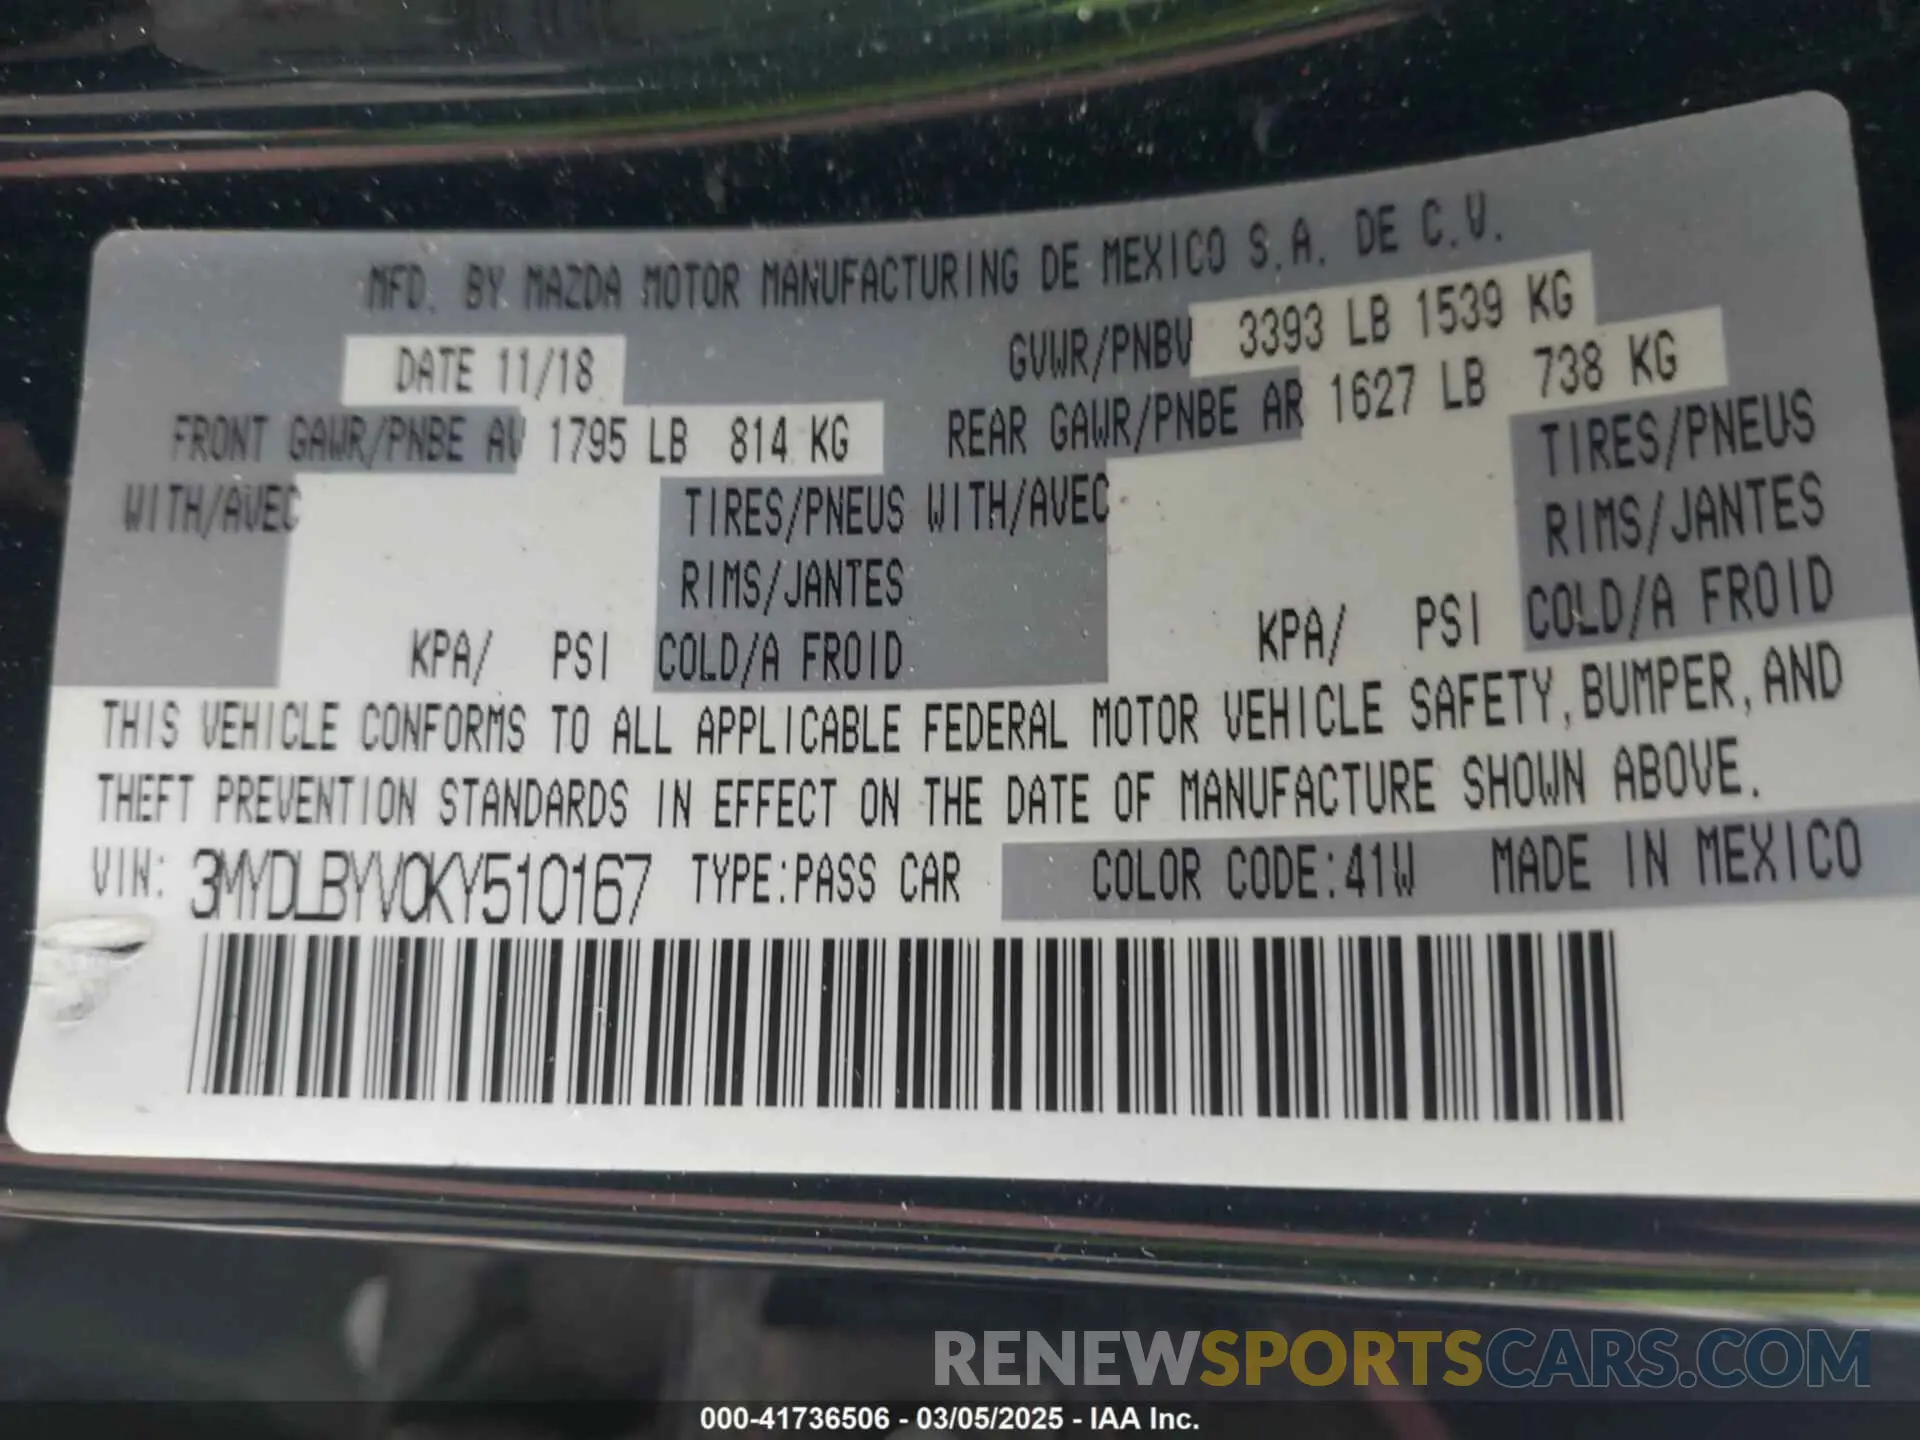 MFD. BY MAZDA MOTOR MANUFACTURING DE MEXICO S.A. DE C.V.
DATE 11/18 GVWR/PNBV 3393 LB 1539 KG
FRONT GAWR/PNBE AV 1795 LB 814 KG REAR GAWR/PNBE AR 1627 LB 738 KG
WITH/AVEC TIRES/PNEUS WITH/AVEC TIRES/PNEUS
RIMS/JANTES RIMS/JANTES
KPA/ PSI COLD/A FROID KPA/ PSI COLD/A FROID
THIS VEHICLE CONFORMS TO ALL APPLICABLE FEDERAL MOTOR VEHICLE SAFETY, BUMPER, AND
THEFT PREVENTION STANDARDS IN EFFECT ON THE DATE OF MANUFACTURE SHOWN ABOVE.
VIN: 3MYDLBYV0KY510167 TYPE:PASS CAR COLOR CODE:41W MADE IN MEXICO
RENEWSPORTSCARS.COM
000-41736506 - 03/05/2025 - IAA Inc.